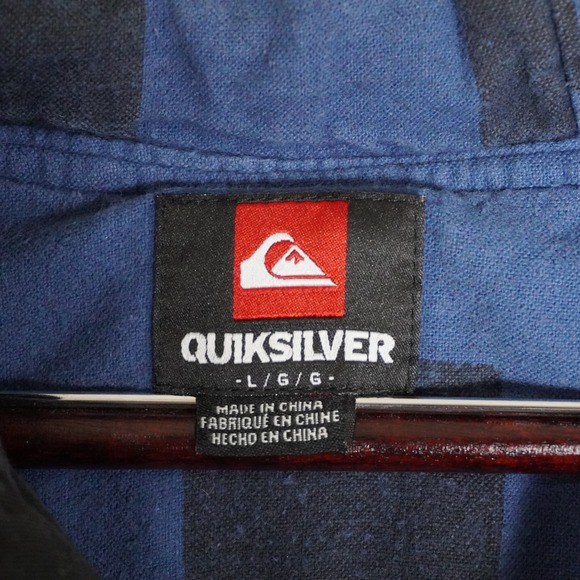 QUIKSILVER
- L / G / G -
MADE IN CHINA
FABRIQUÉ EN CHINE
HECHO EN CHINA